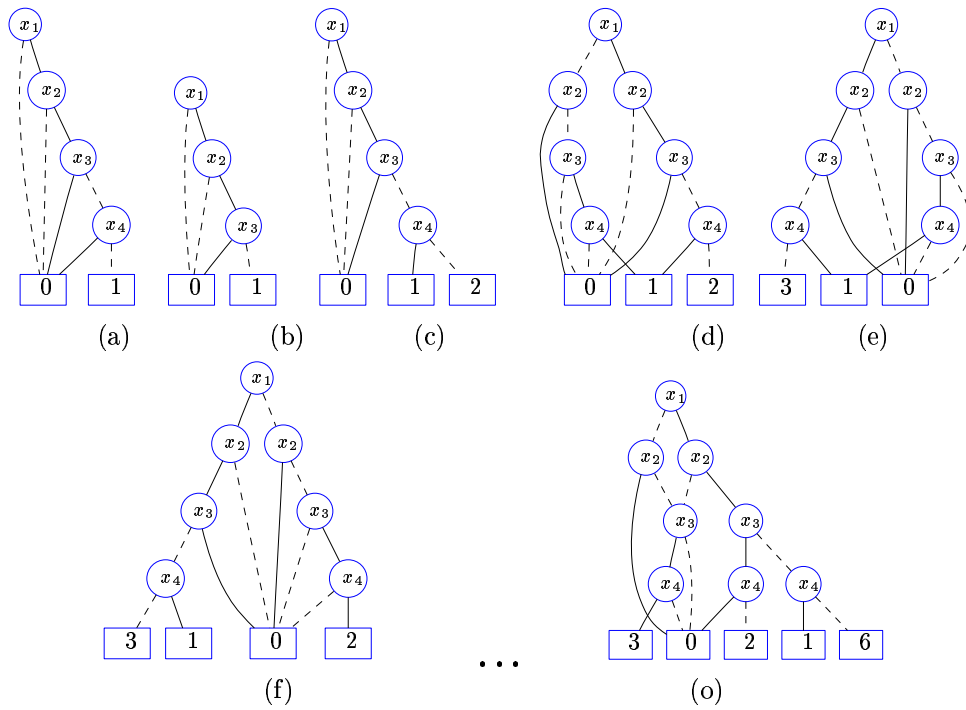 x1 x1 x1 x1 x1
x2 x1 x2 x2 x2 x2 x2
x3 x2 x3 x3 x3 x3 x3
x4 x3 x4 x4 x4 x4 x4
0 1 0 1 0 1 2 0 1 2 3 1 0
(a) (b) (c) (d) (e)
x1 x1
x2 x2 x2 x2
x3 x3 x3 x3
x4 x4 x4 x4 x4
3 1 0 2 3 0 2 1 6
...
(f) (o)